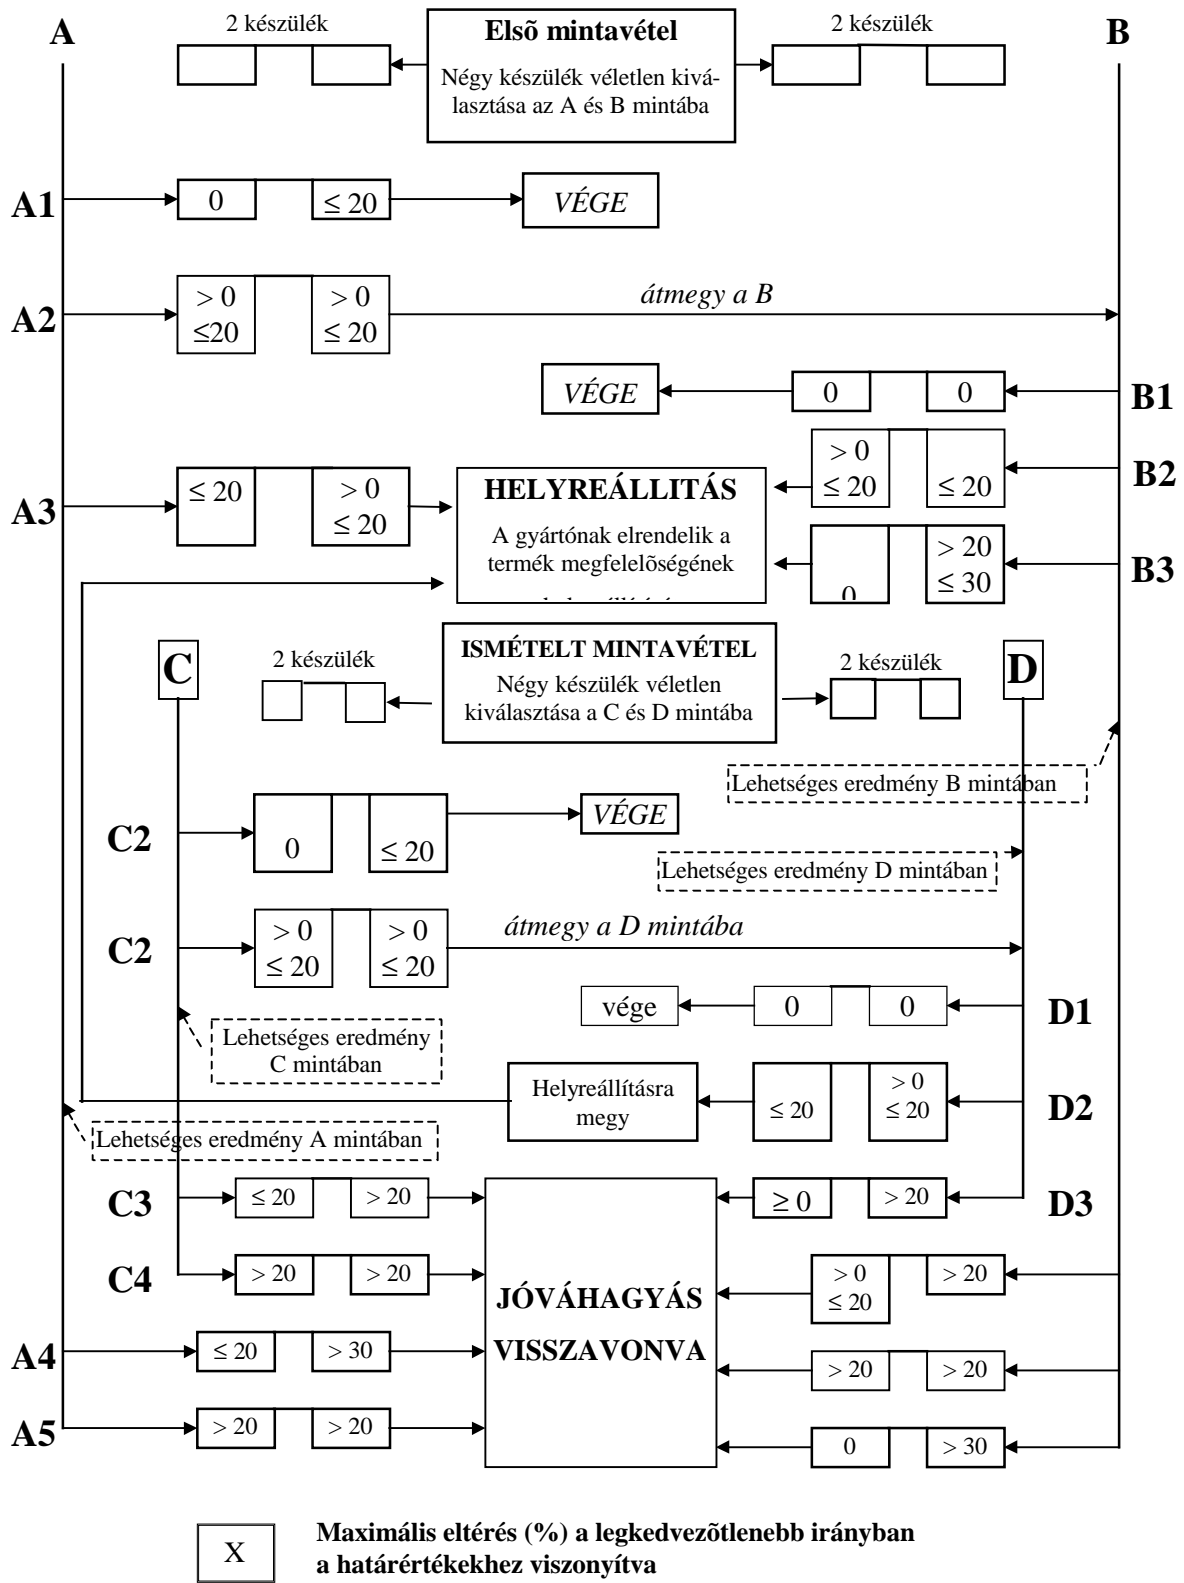 A
2 készülék
Elsõ mintavétel
Négy készülék véletlen kivá-
lasztása az A és B mintába
2 készülék
B
A1
0
≤ 20
VÉGE
A2
> 0
≤20
> 0
≤ 20
átmegy a B
VÉGE
0
0
B1
> 0
≤ 20
≤ 20
B2
A3
≤ 20
> 0
≤ 20
HELYREÁLLITÁS
A gyártónak elrendelik a
termék megfelelõségének
0
> 20
≤ 30
B3
C
2 készülék
ISMÉTELT MINTAVÉTEL
Négy készülék véletlen
kiválasztása a C és D mintába
2 készülék
D
Lehetséges eredmény B mintában
C2
0
≤ 20
VÉGE
Lehetséges eredmény D mintában
C2
> 0
≤ 20
> 0
≤ 20
átmegy a D mintába
vége
0
0
D1
Lehetséges eredmény
C mintában
Helyreállításra
megy
≤ 20
> 0
≤ 20
D2
Lehetséges eredmény A mintában
C3
≤ 20
> 20
≥ 0
> 20
D3
C4
> 20
> 20
JÓVÁHAGYÁS
VISSZAVONVA
> 0
≤ 20
> 20
A4
≤ 20
> 30
> 20
> 20
A5
> 20
> 20
0
> 30
X
Maximális eltérés (%) a legkedvezõtlenebb irányban
a határértékekhez viszonyítva